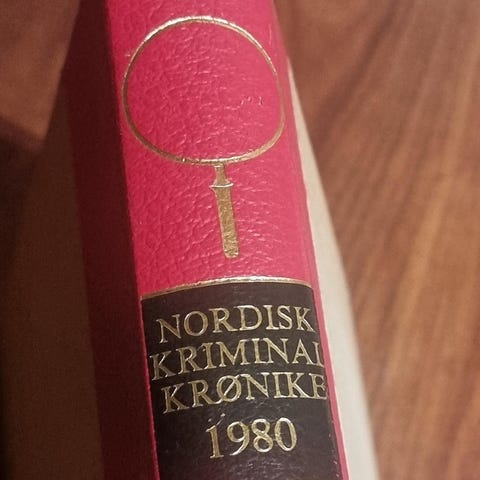 NORDISK
KRIMINAL
KRØNIKE
1980